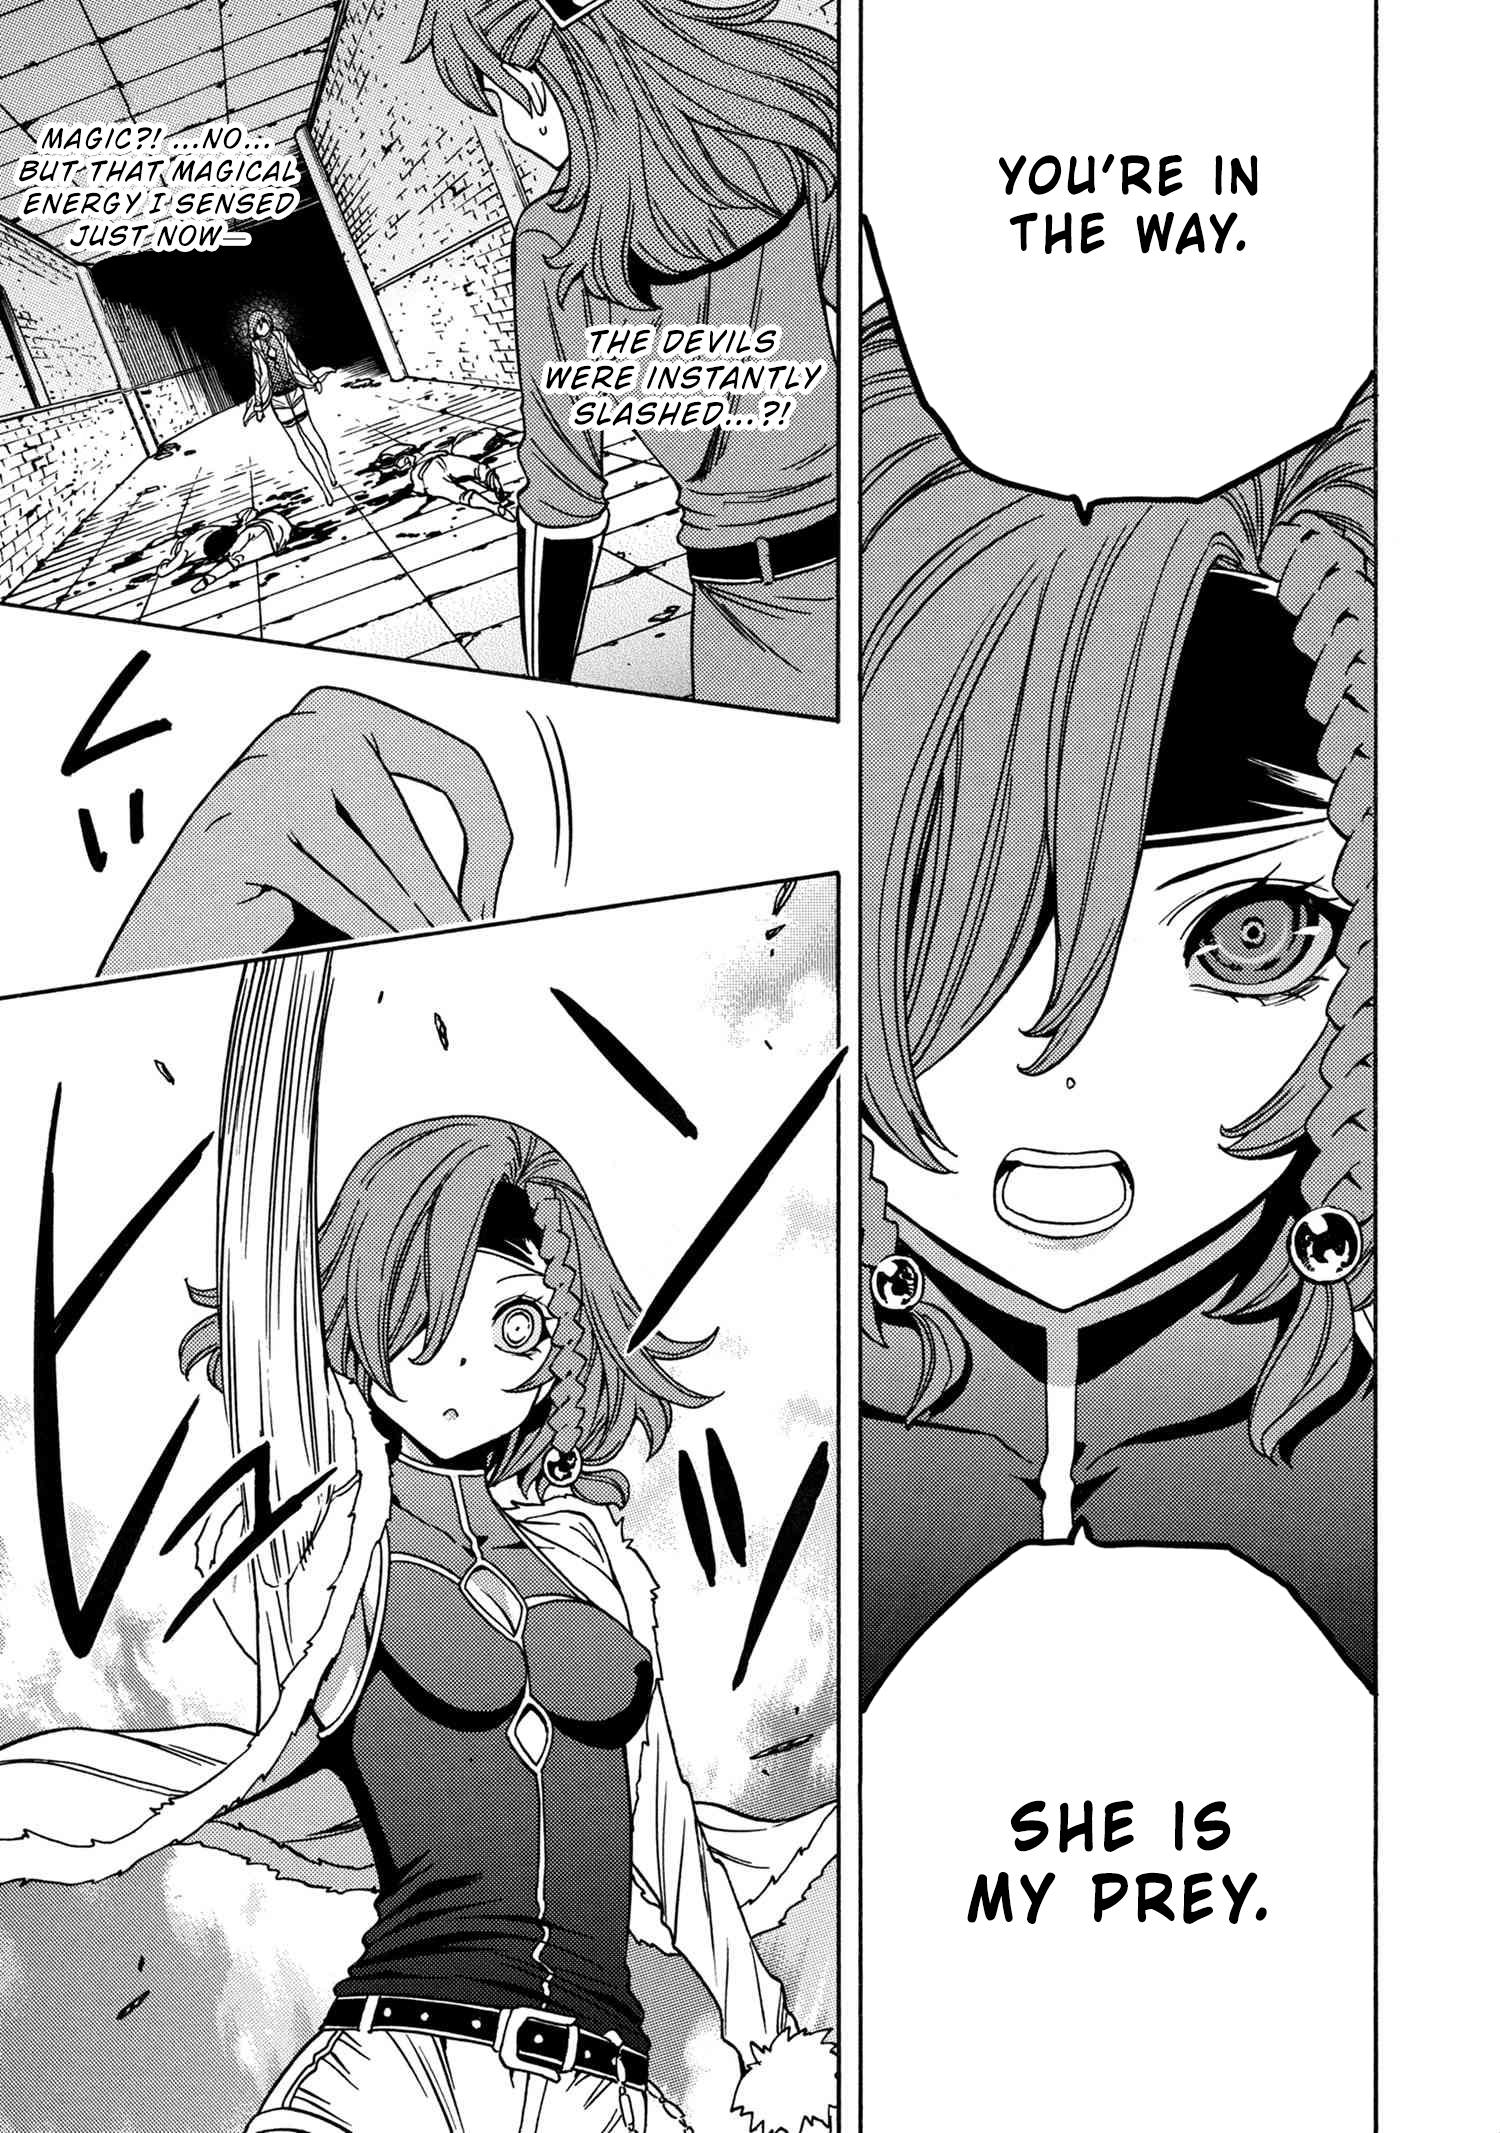 YOU'RE IN
THE WAY.
SHE IS
MY PREY.
MAGIC?! ...NO...
BUT THAT MAGICAL
ENERGY I SENSED
JUST NOW—
THE DEVILS
WERE INSTANTLY
SLASHED...?!